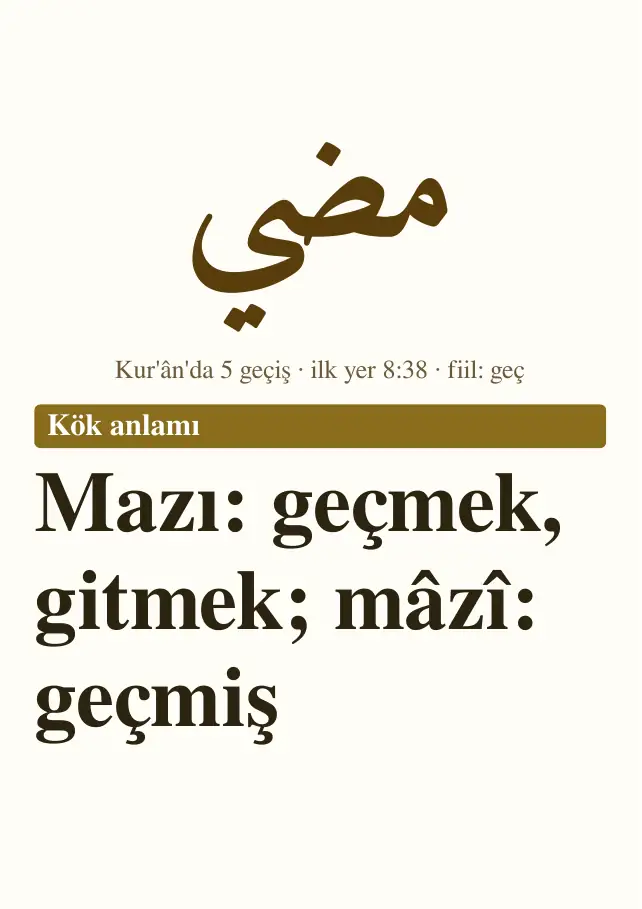 مضي
Kur'ân'da 5 geçiş · ilk yer 8:38 · fiil: geç
Kök anlamı
Mazı: geçmek,
gitmek; mâzî:
geçmiş